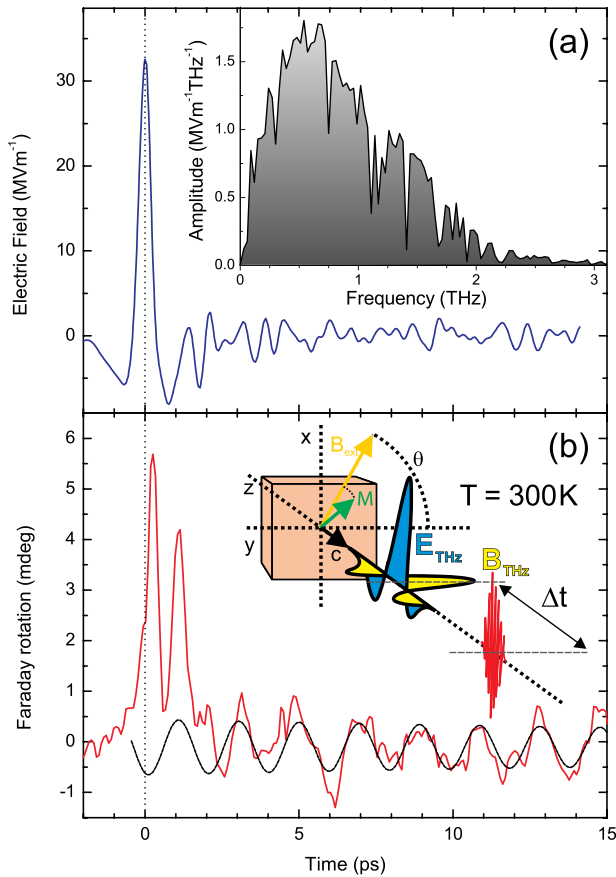 (a)
30
20
10
0
Electric Field (MVm⁻¹)
1.5
1.0
0.5
0.0
Amplitude (MVm⁻¹THz⁻¹)
0 1 2 3
Frequency (THz)
(b)
6
5
4
3
2
1
0
-1
Faraday rotation (mdeg)
x
B_ext
θ
T = 300K
z
M
y
c
E_THz
B_THz
Δt
0 5 10 15
Time (ps)